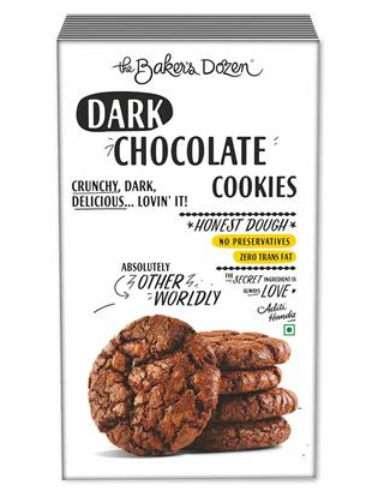 the Baker's Dozen
DARK
CHOCOLATE
COOKIES
CRUNCHY, DARK,
DELICIOUS... LOVIN' IT!
*HONEST DOUGH*
NO PRESERVATIVES
ZERO TRANS FAT
ABSOLUTELY
OTHER
WORLDLY
THE SECRET INGREDIENT IS
ALWAYS LOVE*
Aditi
Handa